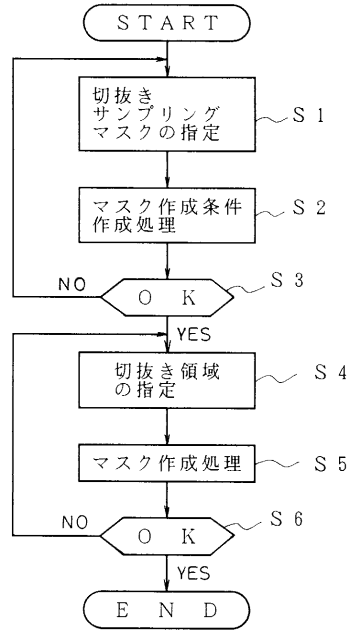 START
切抜き
サンプリング
マスクの指定
S1
マスク作成条件
作成処理
S2
OK
S3
NO
YES
切抜き領域
の指定
S4
マスク作成処理
S5
OK
S6
NO
YES
END